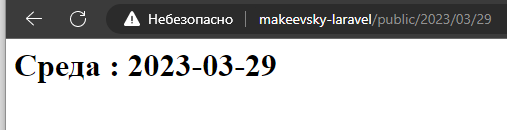 Небезопасно makeevsky-laravel/public/2023/03/29
Среда : 2023-03-29